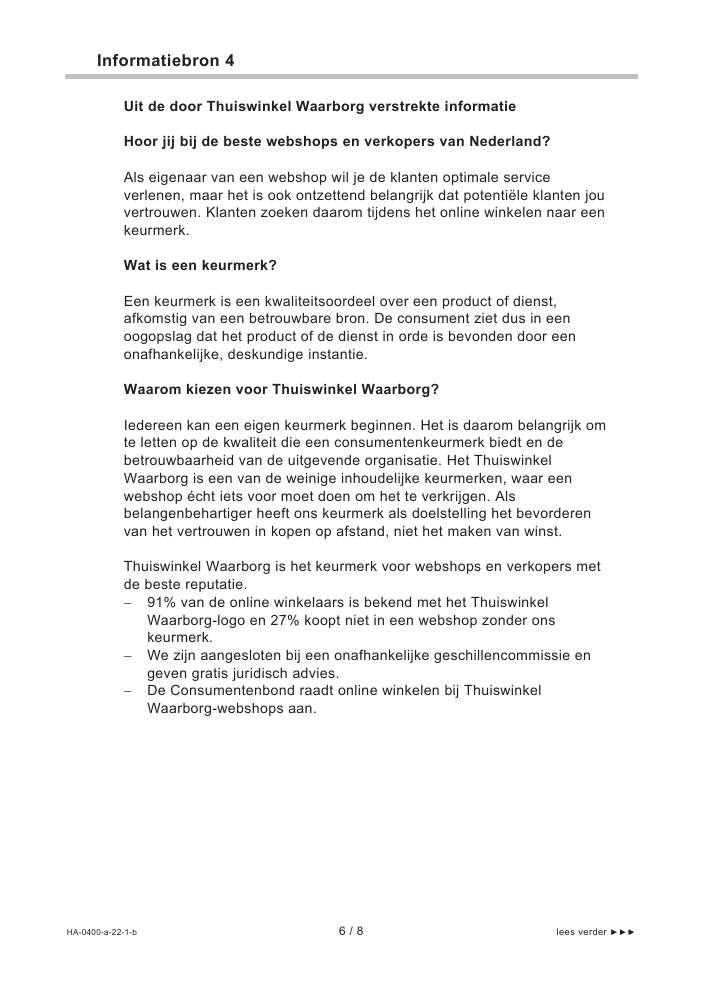 Informatiebron 4
Uit de door Thuiswinkel Waarborg verstrekte informatie
Hoor jij bij de beste webshops en verkopers van Nederland?
Als eigenaar van een webshop wil je de klanten optimale service
verlenen, maar het is ook ontzettend belangrijk dat potentiële klanten jou
vertrouwen. Klanten zoeken daarom tijdens het online winkelen naar een
keurmerk.
Wat is een keurmerk?
Een keurmerk is een kwaliteitsoordeel over een product of dienst,
afkomstig van een betrouwbare bron. De consument ziet dus in een
oogopslag dat het product of de dienst in orde is bevonden door een
onafhankelijke, deskundige instantie.
Waarom kiezen voor Thuiswinkel Waarborg?
Iedereen kan een eigen keurmerk beginnen. Het is daarom belangrijk om
te letten op de kwaliteit die een consumentenkeurmerk biedt en de
betrouwbaarheid van de uitgevende organisatie. Het Thuiswinkel
Waarborg is een van de weinige inhoudelijke keurmerken, waar een
webshop écht iets voor moet doen om het te verkrijgen. Als
belangenbehartiger heeft ons keurmerk als doelstelling het bevorderen
van het vertrouwen in kopen op afstand, niet het maken van winst.
Thuiswinkel Waarborg is het keurmerk voor webshops en verkopers met
de beste reputatie.
– 91% van de online winkelaars is bekend met het Thuiswinkel
Waarborg-logo en 27% koopt niet in een webshop zonder ons
keurmerk.
– We zijn aangesloten bij een onafhankelijke geschillencommissie en
geven gratis juridisch advies.
– De Consumentenbond raadt online winkelen bij Thuiswinkel
Waarborg-webshops aan.
HA-0400-a-22-1-b
6 / 8
lees verder ►►►